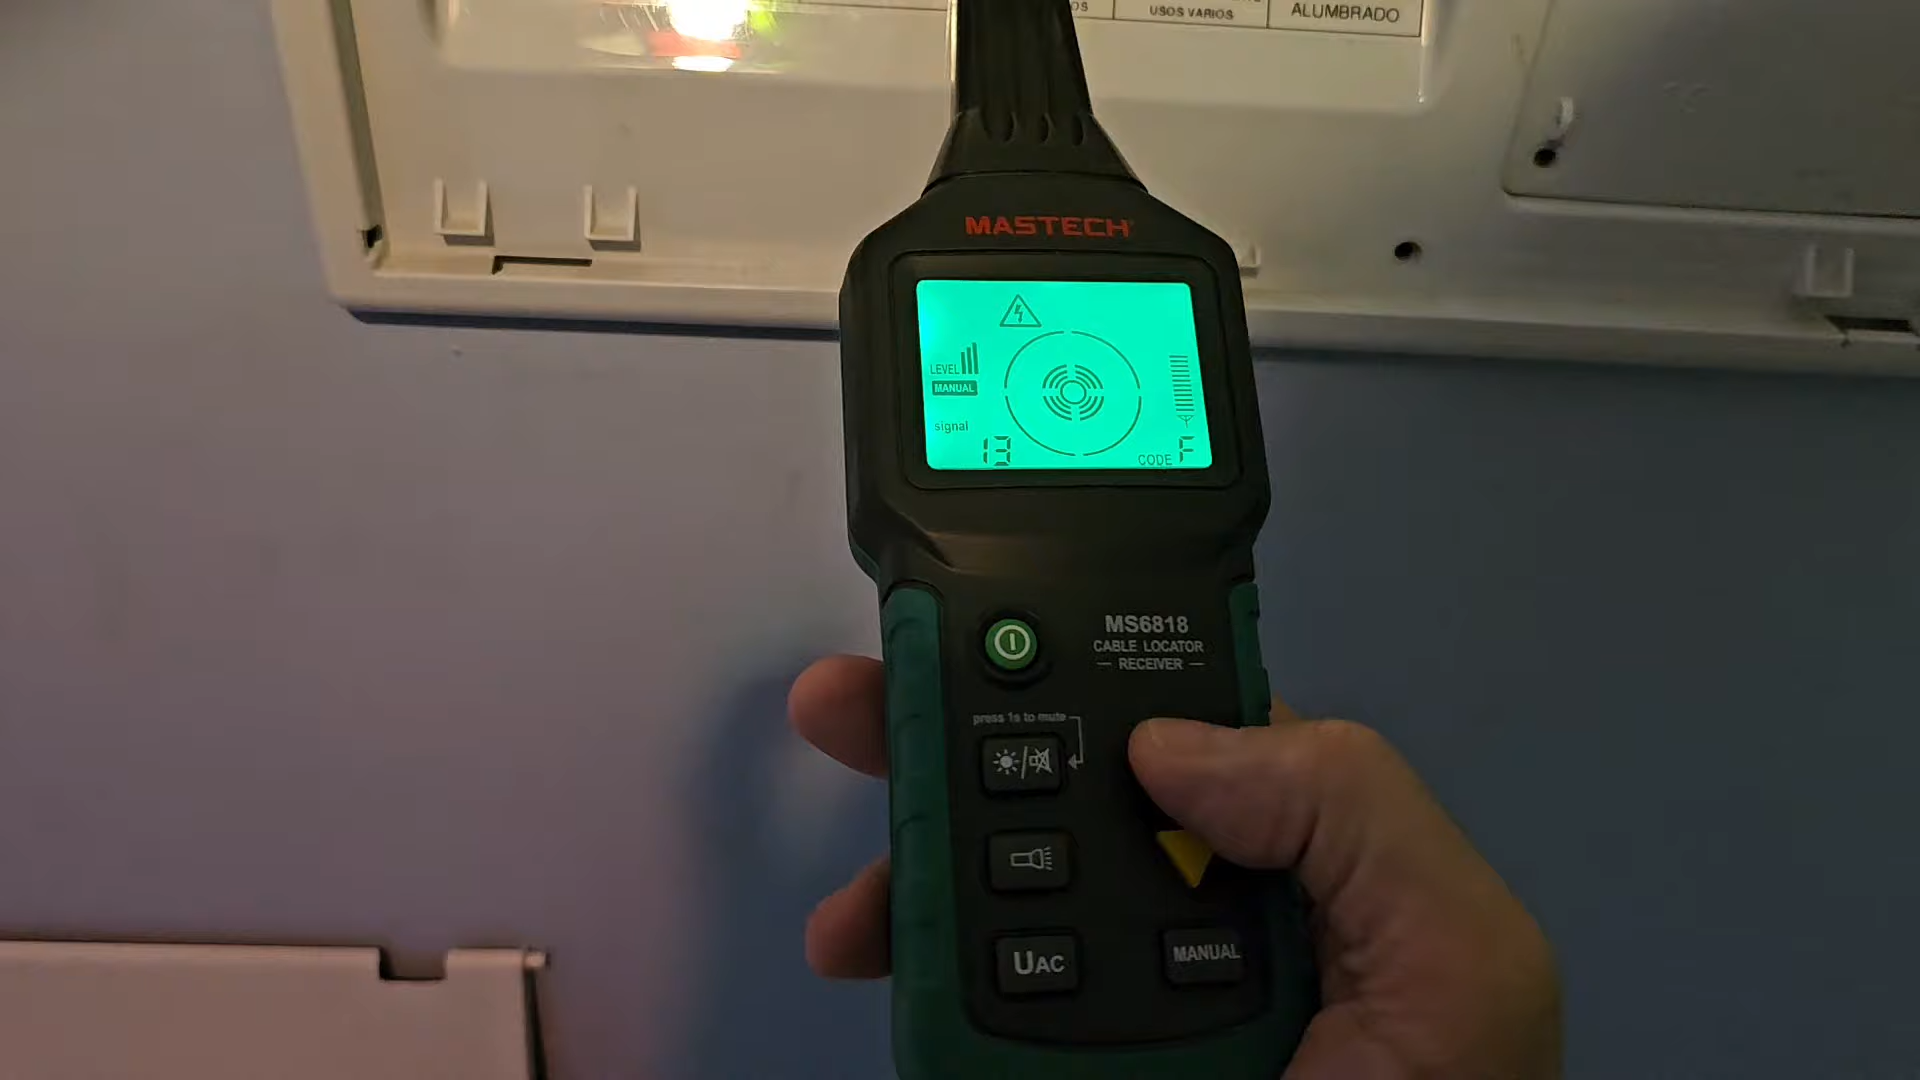 USOS VARIOS
ALUMBRADO
MASTECH
LEVEL
MANUAL
signal
13
CODE F
MS6818
CABLE LOCATOR
— RECEIVER —
press 1s to mute
UAC
MANUAL